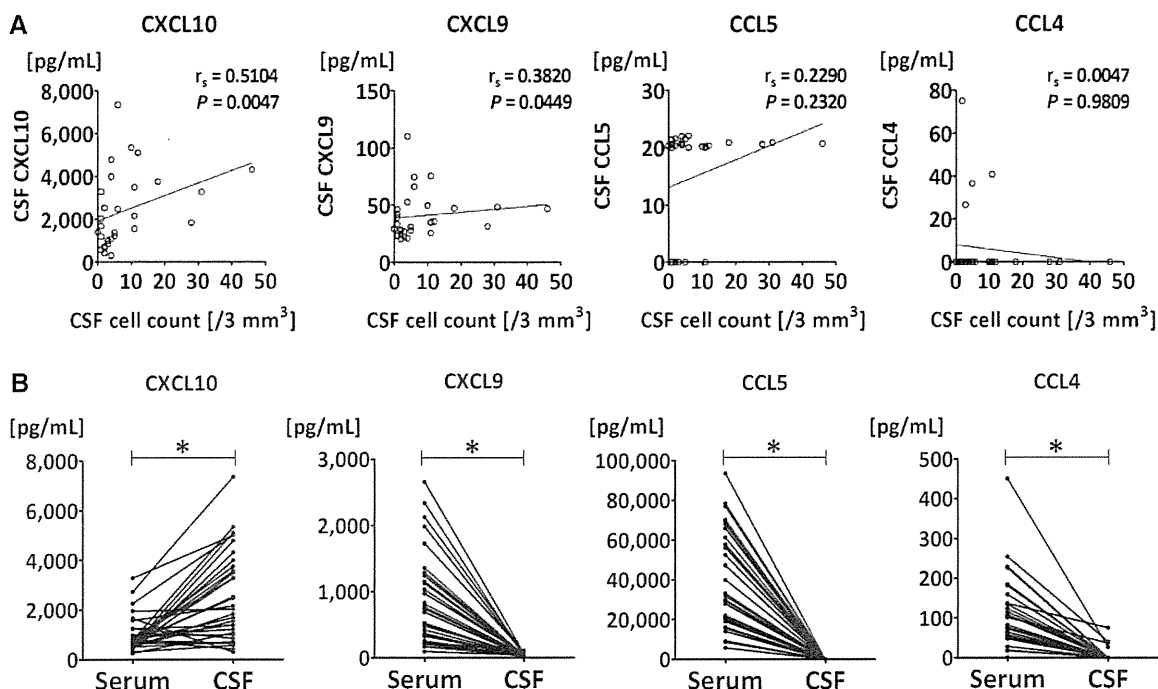 A
CXCL10
[pg/mL]
r_s = 0.5104
P = 0.0047
CSF CXCL10
8,000
6,000
4,000
2,000
0
0 10 20 30 40 50
CSF cell count [/3 mm³]
CXCL9
[pg/mL]
r_s = 0.3820
P = 0.0449
CSF CXCL9
150
100
50
0
0 10 20 30 40 50
CSF cell count [/3 mm³]
CCL5
[pg/mL]
r_s = 0.2290
P = 0.2320
CSF CCL5
30
20
10
0
0 10 20 30 40 50
CSF cell count [/3 mm³]
CCL4
[pg/mL]
r_s = 0.0047
P = 0.9809
CSF CCL4
80
60
40
20
0
0 10 20 30 40 50
CSF cell count [/3 mm³]
B
CXCL10
[pg/mL]
*
8,000
6,000
4,000
2,000
0
Serum CSF
CXCL9
[pg/mL]
*
3,000
2,000
1,000
0
Serum CSF
CCL5
[pg/mL]
*
100,000
80,000
60,000
40,000
20,000
0
Serum CSF
CCL4
[pg/mL]
*
500
400
300
200
100
0
Serum CSF